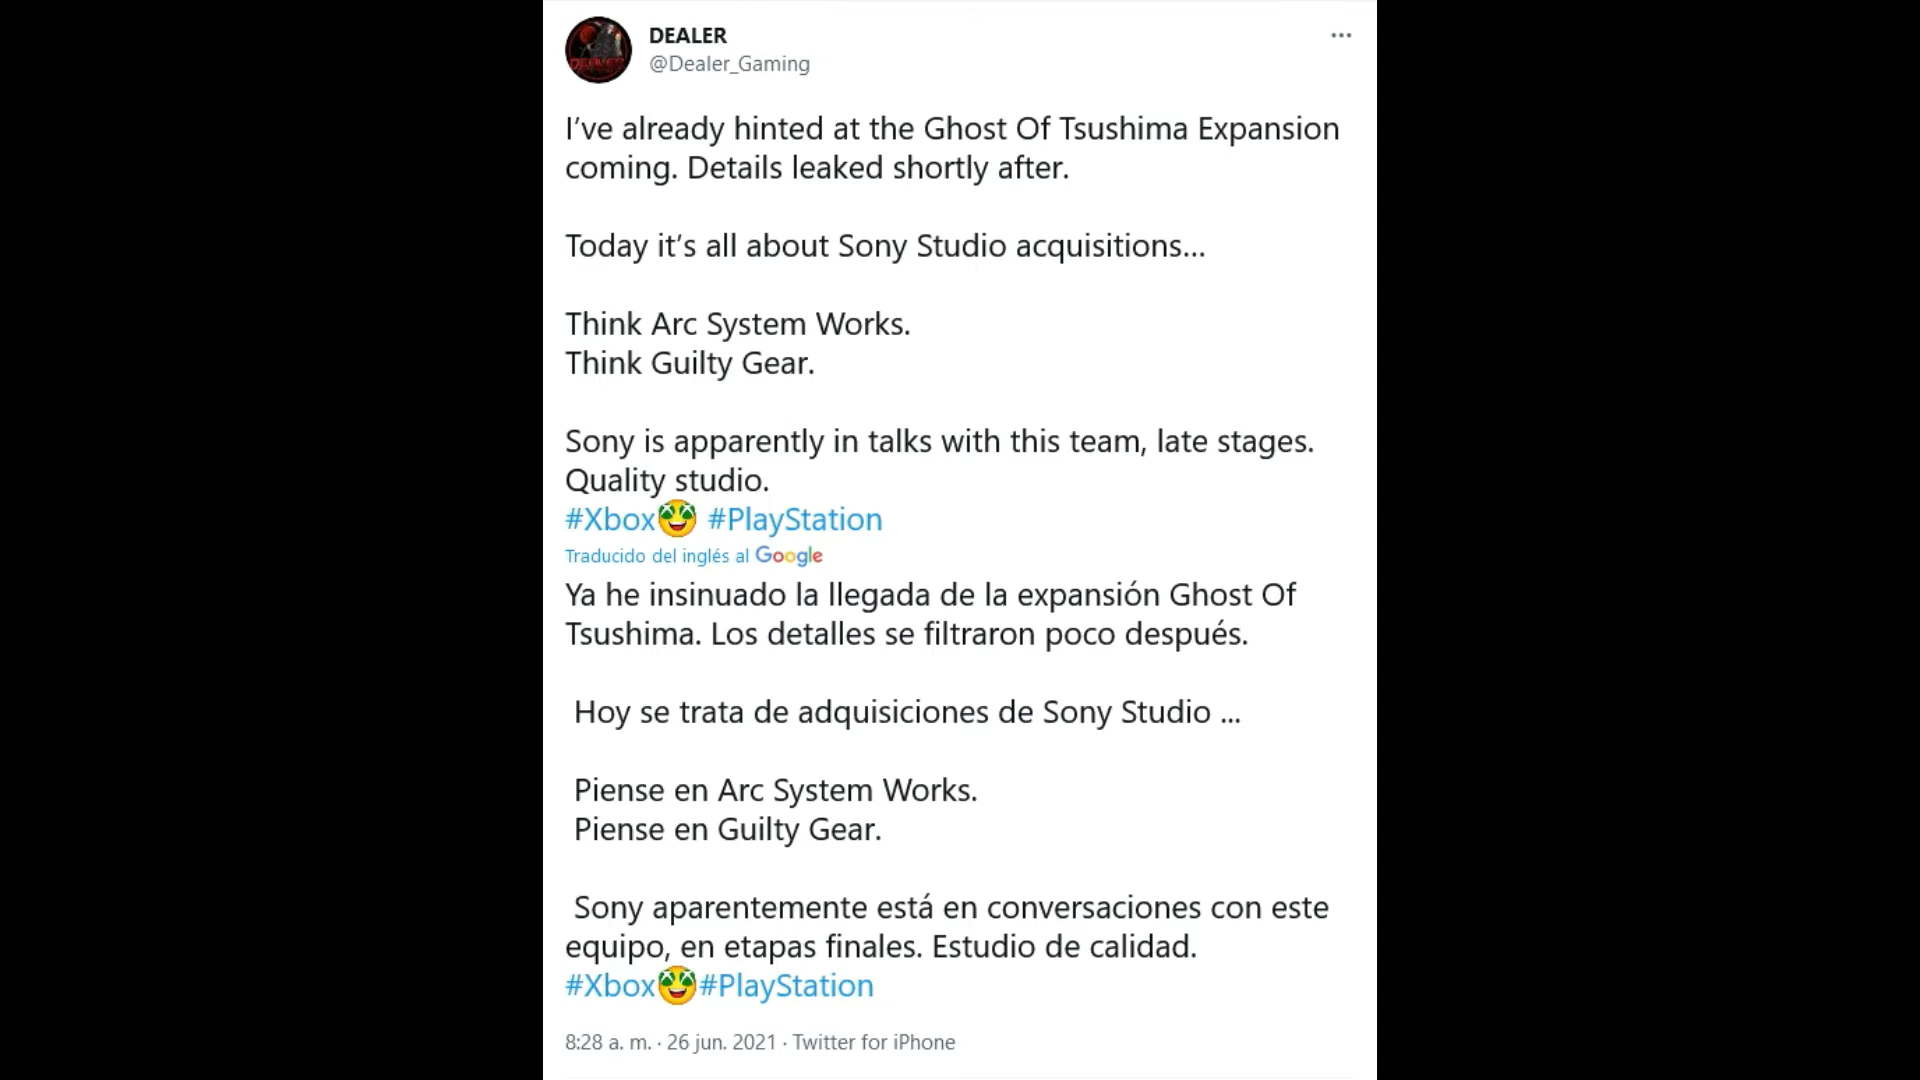 DEALER
@Dealer_Gaming
I've already hinted at the Ghost Of Tsushima Expansion
coming. Details leaked shortly after.
Today it's all about Sony Studio acquisitions...
Think Arc System Works.
Think Guilty Gear.
Sony is apparently in talks with this team, late stages.
Quality studio.
#Xbox #PlayStation
Traducido del inglés al Google
Ya he insinuado la llegada de la expansión Ghost Of
Tsushima. Los detalles se filtraron poco después.
Hoy se trata de adquisiciones de Sony Studio ...
Piense en Arc System Works.
Piense en Guilty Gear.
Sony aparentemente está en conversaciones con este
equipo, en etapas finales. Estudio de calidad.
#Xbox #PlayStation
8:28 a. m. · 26 jun. 2021 · Twitter for iPhone